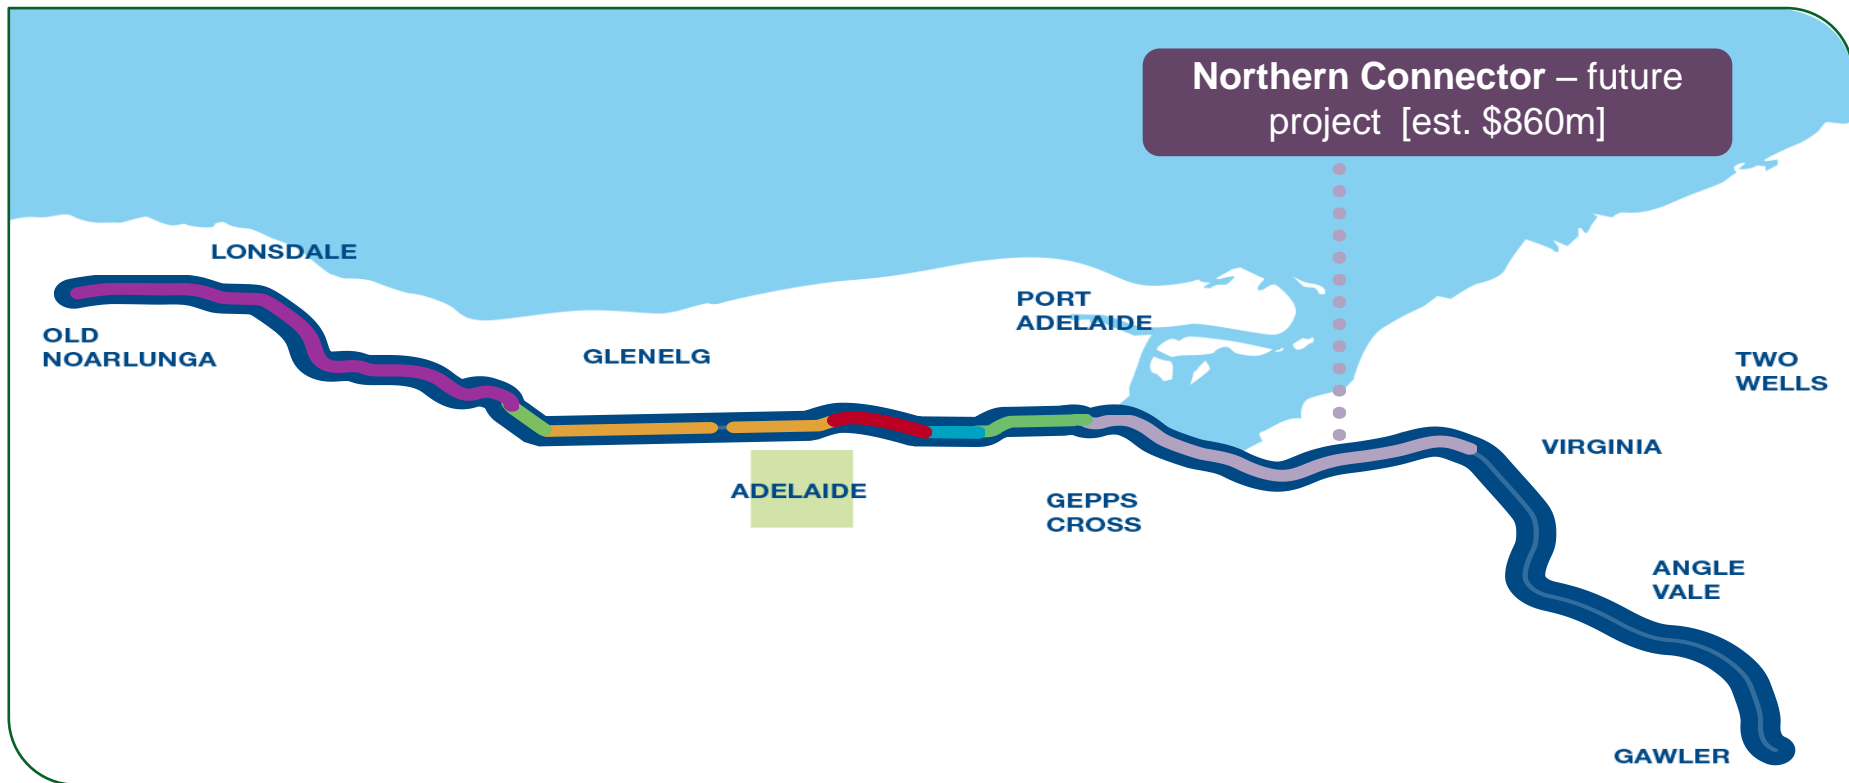 Northern Connector – future
project [est. $860m]
LONSDALE
OLD
NOARLUNGA
GLENELG
PORT
ADELAIDE
TWO
WELLS
ADELAIDE
GEPPS
CROSS
VIRGINIA
ANGLE
VALE
GAWLER